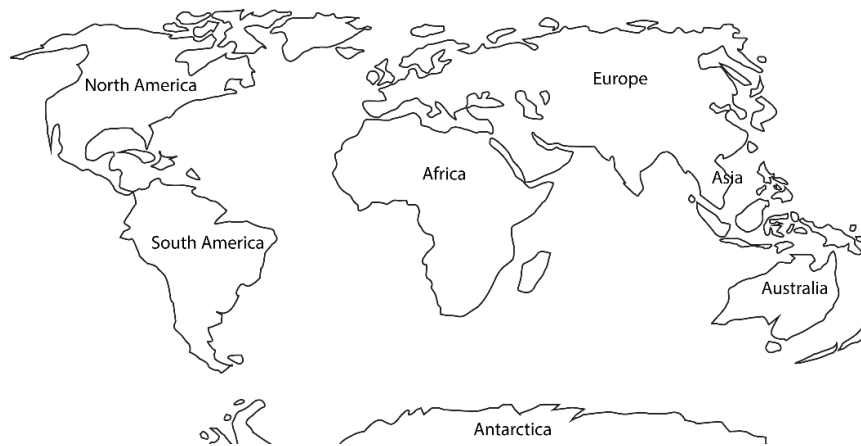 North America
Europe
Africa
Asia
South America
Australia
Antarctica